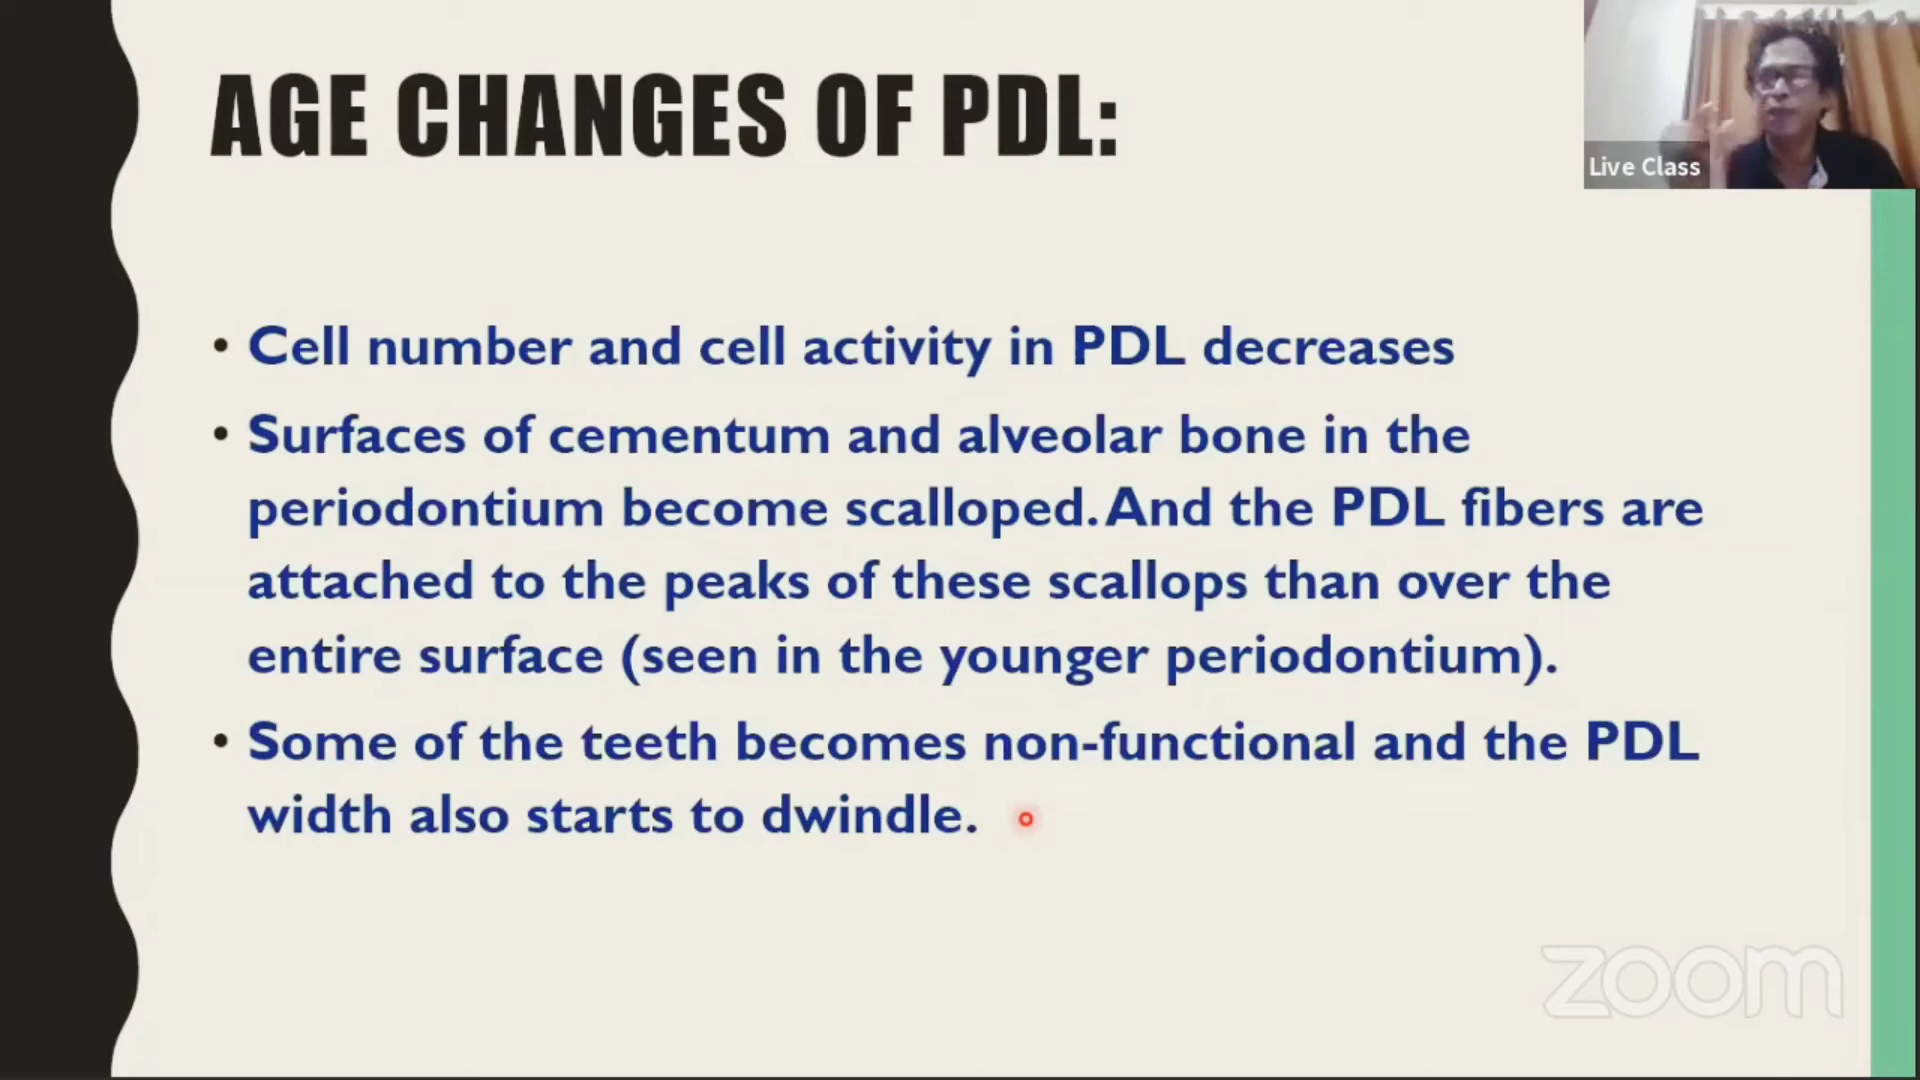 AGE CHANGES OF PDL:
Live Class
• Cell number and cell activity in PDL decreases
• Surfaces of cementum and alveolar bone in the
periodontium become scalloped. And the PDL fibers are
attached to the peaks of these scallops than over the
entire surface (seen in the younger periodontium).
• Some of the teeth becomes non-functional and the PDL
width also starts to dwindle.
zoom